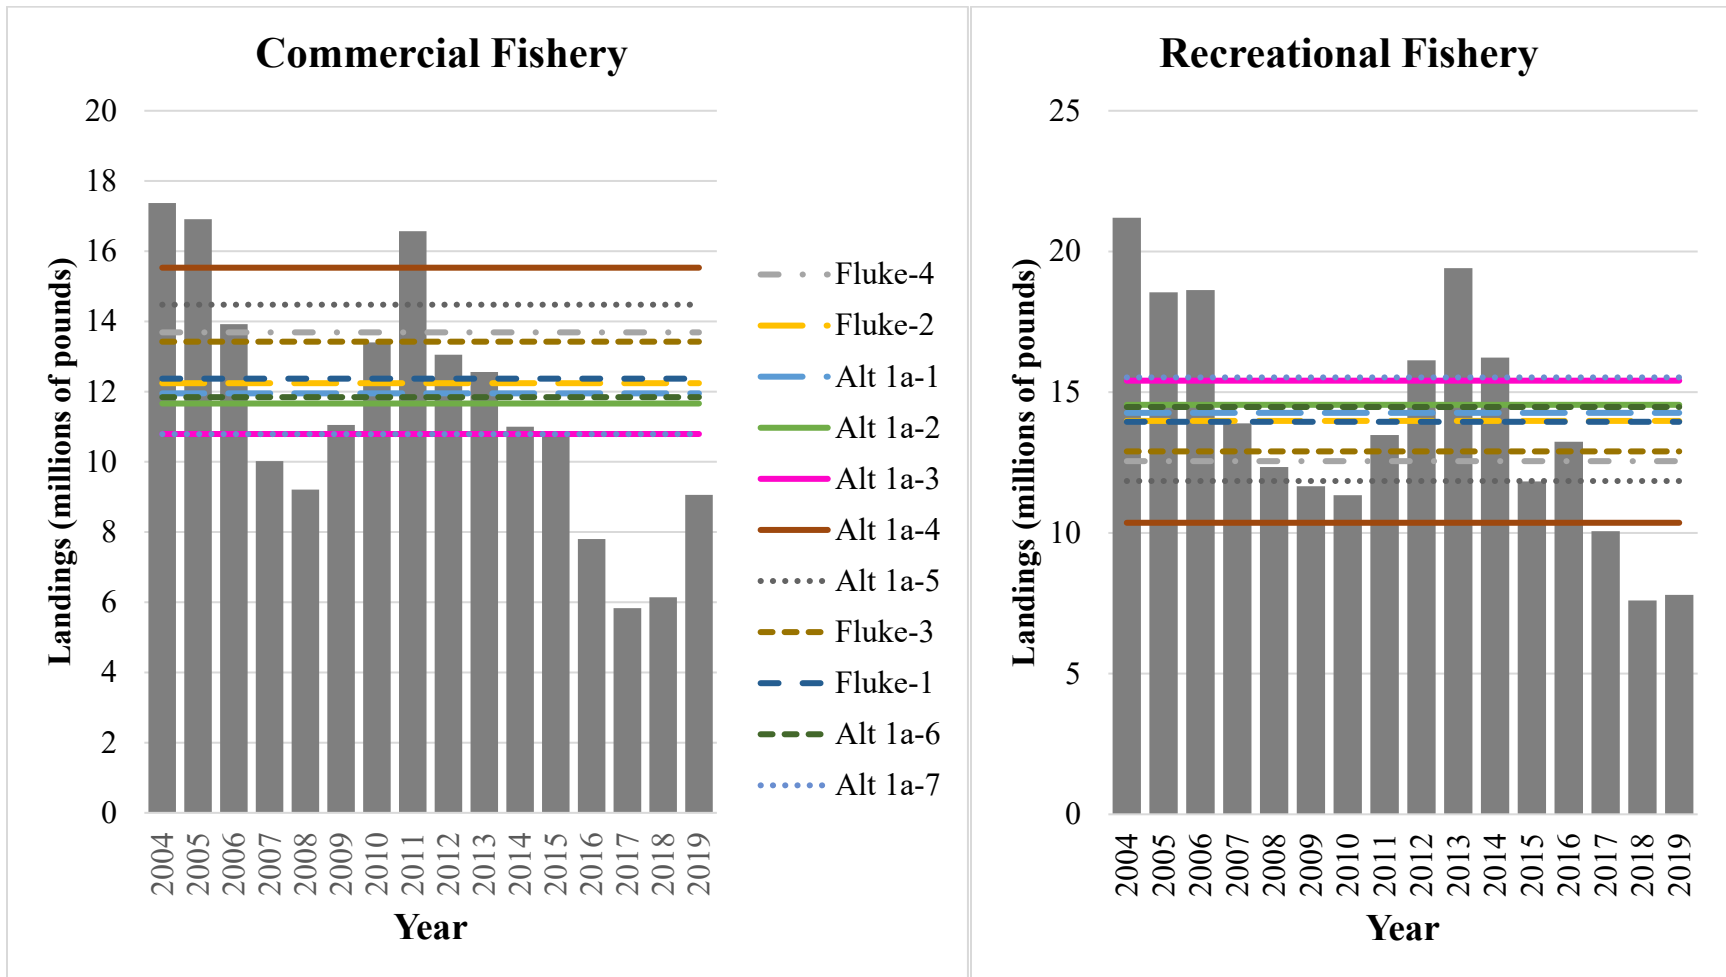 Commercial Fishery
Landings (millions of pounds)
20
18
16
14
12
10
8
6
4
2
0
2004
2005
2006
2007
2008
2009
2010
2011
2012
2013
2014
2015
2016
2017
2018
2019
Year
Fluke-4
Fluke-2
Alt 1a-1
Alt 1a-2
Alt 1a-3
Alt 1a-4
Alt 1a-5
Fluke-3
Fluke-1
Alt 1a-6
Alt 1a-7
Recreational Fishery
Landings (millions of pounds)
25
20
15
10
5
0
2004
2005
2006
2007
2008
2009
2010
2011
2012
2013
2014
2015
2016
2017
2018
2019
Year